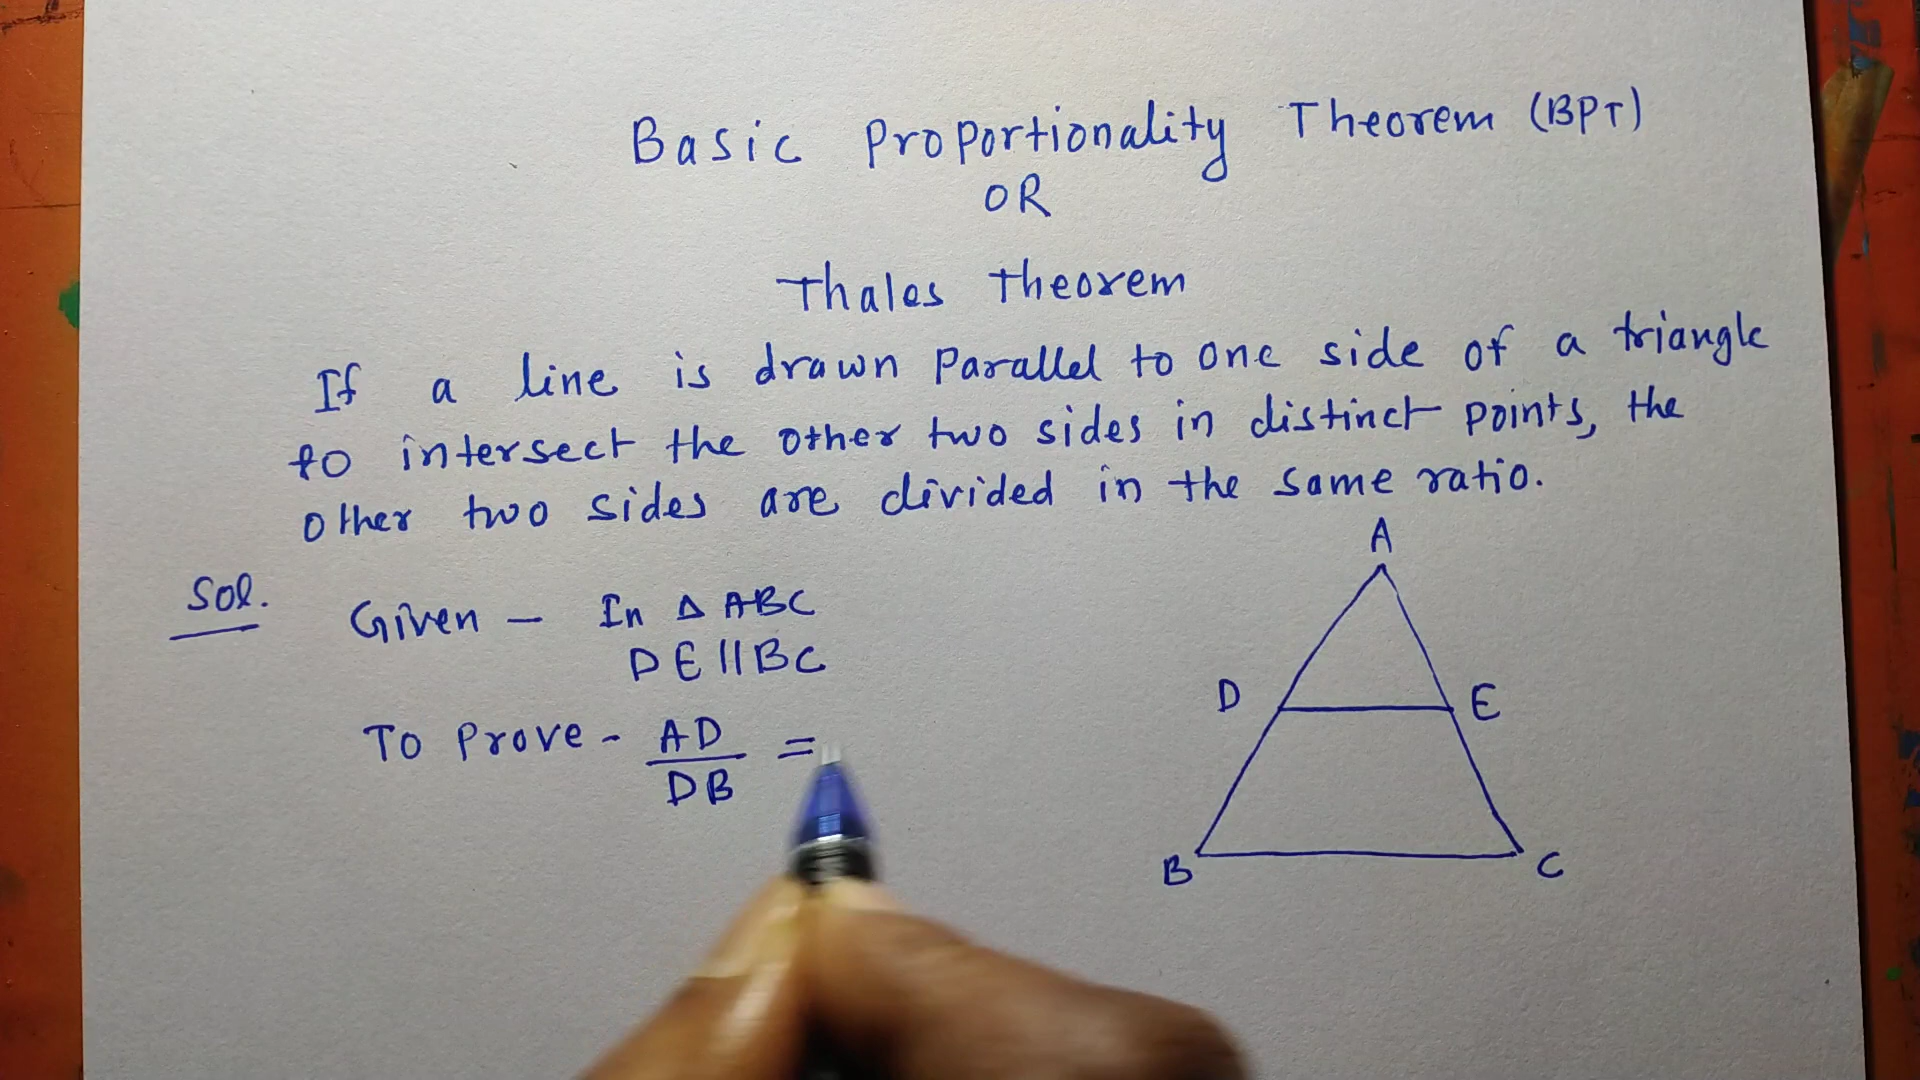 Basic Proportionality Theorem (BPT)
OR
Thales Theorem
If a line is drawn Parallel to one side of a triangle
to intersect the other two sides in distinct points, the
other two sides are divided in the same ratio.
Sol. Given - In Δ ABC
DE || BC
To Prove - AD/DB =
A
D E
B C